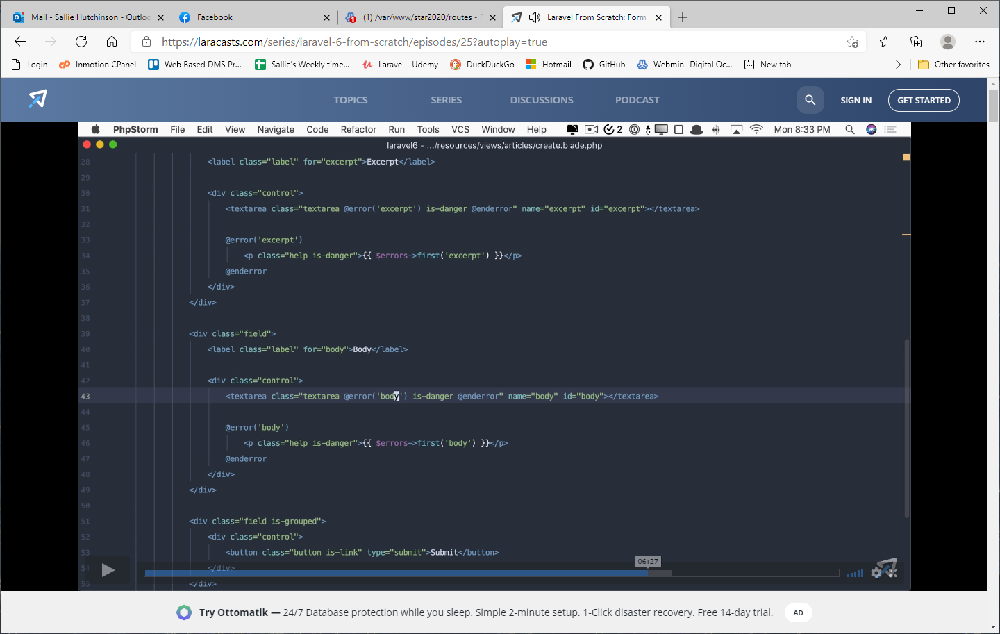 Mail - Sallie Hutchinson - Outloo
Facebook
(1) /var/www/star2020/routes - F
Laravel From Scratch: Form
https://laracasts.com/series/laravel-6-from-scratch/episodes/25?autoplay=true
Login
cP Inmotion CPanel
Web Based DMS Pr...
Sallie's Weekly time...
Laravel - Udemy
DuckDuckGo
Hotmail
GitHub
Webmin -Digital Oc...
New tab
Other favorites
TOPICS
SERIES
DISCUSSIONS
PODCAST
SIGN IN
GET STARTED
PhpStorm File Edit View Navigate Code Refactor Run Tools VCS Window Help 2 Mon 8:33 PM
laravel6 - .../resources/views/articles/create.blade.php
28 <label class="label" for="excerpt">Excerpt</label>
29
30 <div class="control">
31 <textarea class="textarea @error('excerpt') is-danger @enderror" name="excerpt" id="excerpt"></textarea>
32
33 @error('excerpt')
34 <p class="help is-danger">{{ $errors->first('excerpt') }}</p>
35 @enderror
36 </div>
37 </div>
38
39 <div class="field">
40 <label class="label" for="body">Body</label>
41
42 <div class="control">
43 <textarea class="textarea @error('body') is-danger @enderror" name="body" id="body"></textarea>
44
45 @error('body')
46 <p class="help is-danger">{{ $errors->first('body') }}</p>
47 @enderror
48 </div>
49 </div>
50
51 <div class="field is-grouped">
52 <div class="control">
53 <button class="button is-link" type="submit">Submit</button>
54 </div>
55 </div>
06:27
Try Ottomatik — 24/7 Database protection while you sleep. Simple 2-minute setup. 1-Click disaster recovery. Free 14-day trial.
AD